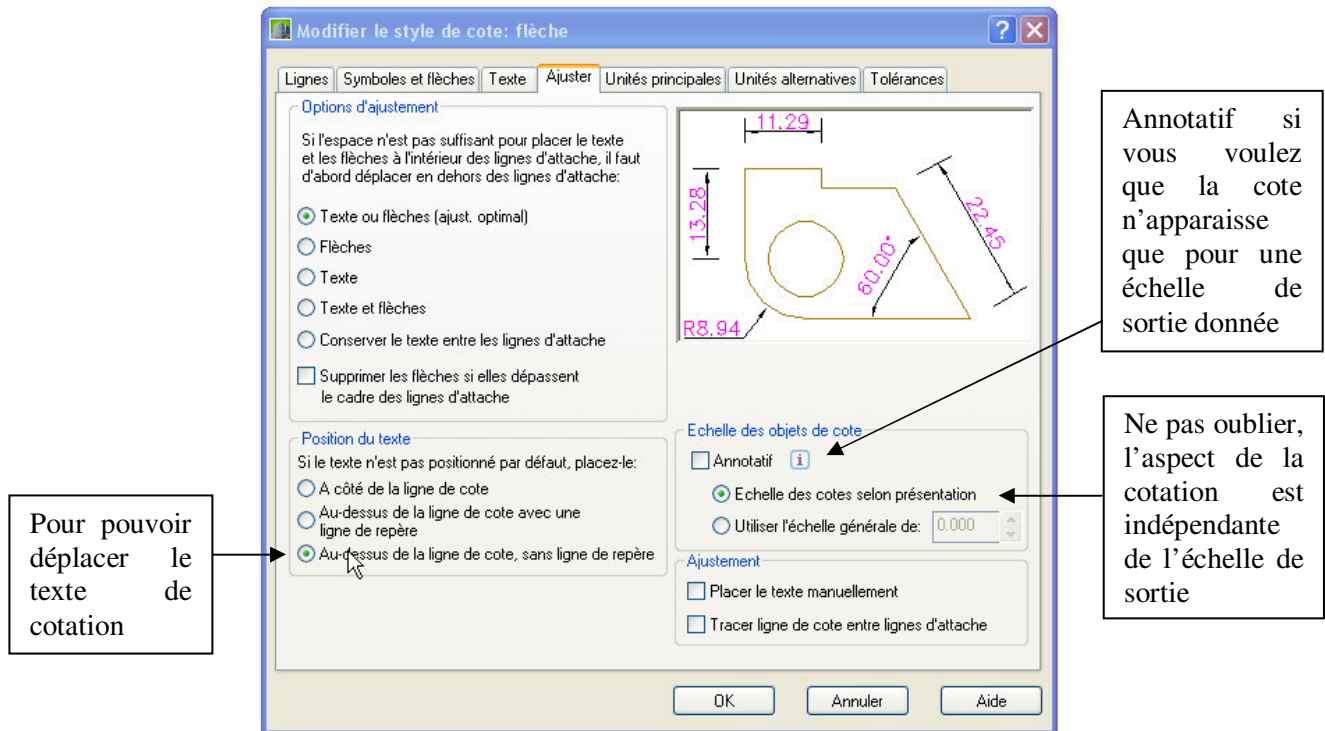 Modifier le style de cote: flèche
Lignes
Symboles et flèches
Texte
Ajuster
Unités principales
Unités alternatives
Tolérances
Options d'ajustement
Si l'espace n'est pas suffisant pour placer le texte
et les flèches à l'intérieur des lignes d'attache, il faut
d'abord déplacer en dehors des lignes d'attache:
Texte ou flèches (ajust. optimal)
Flèches
Texte
Texte et flèches
Conserver le texte entre les lignes d'attache
Supprimer les flèches si elles dépassent
le cadre des lignes d'attache
11.29
13.28
22.45
60.00°
R8.94
Position du texte
Si le texte n'est pas positionné par défaut, placez-le:
A côté de la ligne de cote
Au-dessus de la ligne de cote avec une
ligne de repère
Au-dessus de la ligne de cote, sans ligne de repère
Echelle des objets de cote
Annotatif
i
Echelle des cotes selon présentation
Utiliser l'échelle générale de:
0.000
Ajustement
Placer le texte manuellement
Tracer ligne de cote entre lignes d'attache
OK
Annuler
Aide
Pour pouvoir
déplacer le
texte de
cotation
Annotatif si
vous voulez
que la cote
n'apparaisse
que pour une
échelle de
sortie donnée
Ne pas oublier,
l'aspect de la
cotation est
indépendante
de l'échelle de
sortie